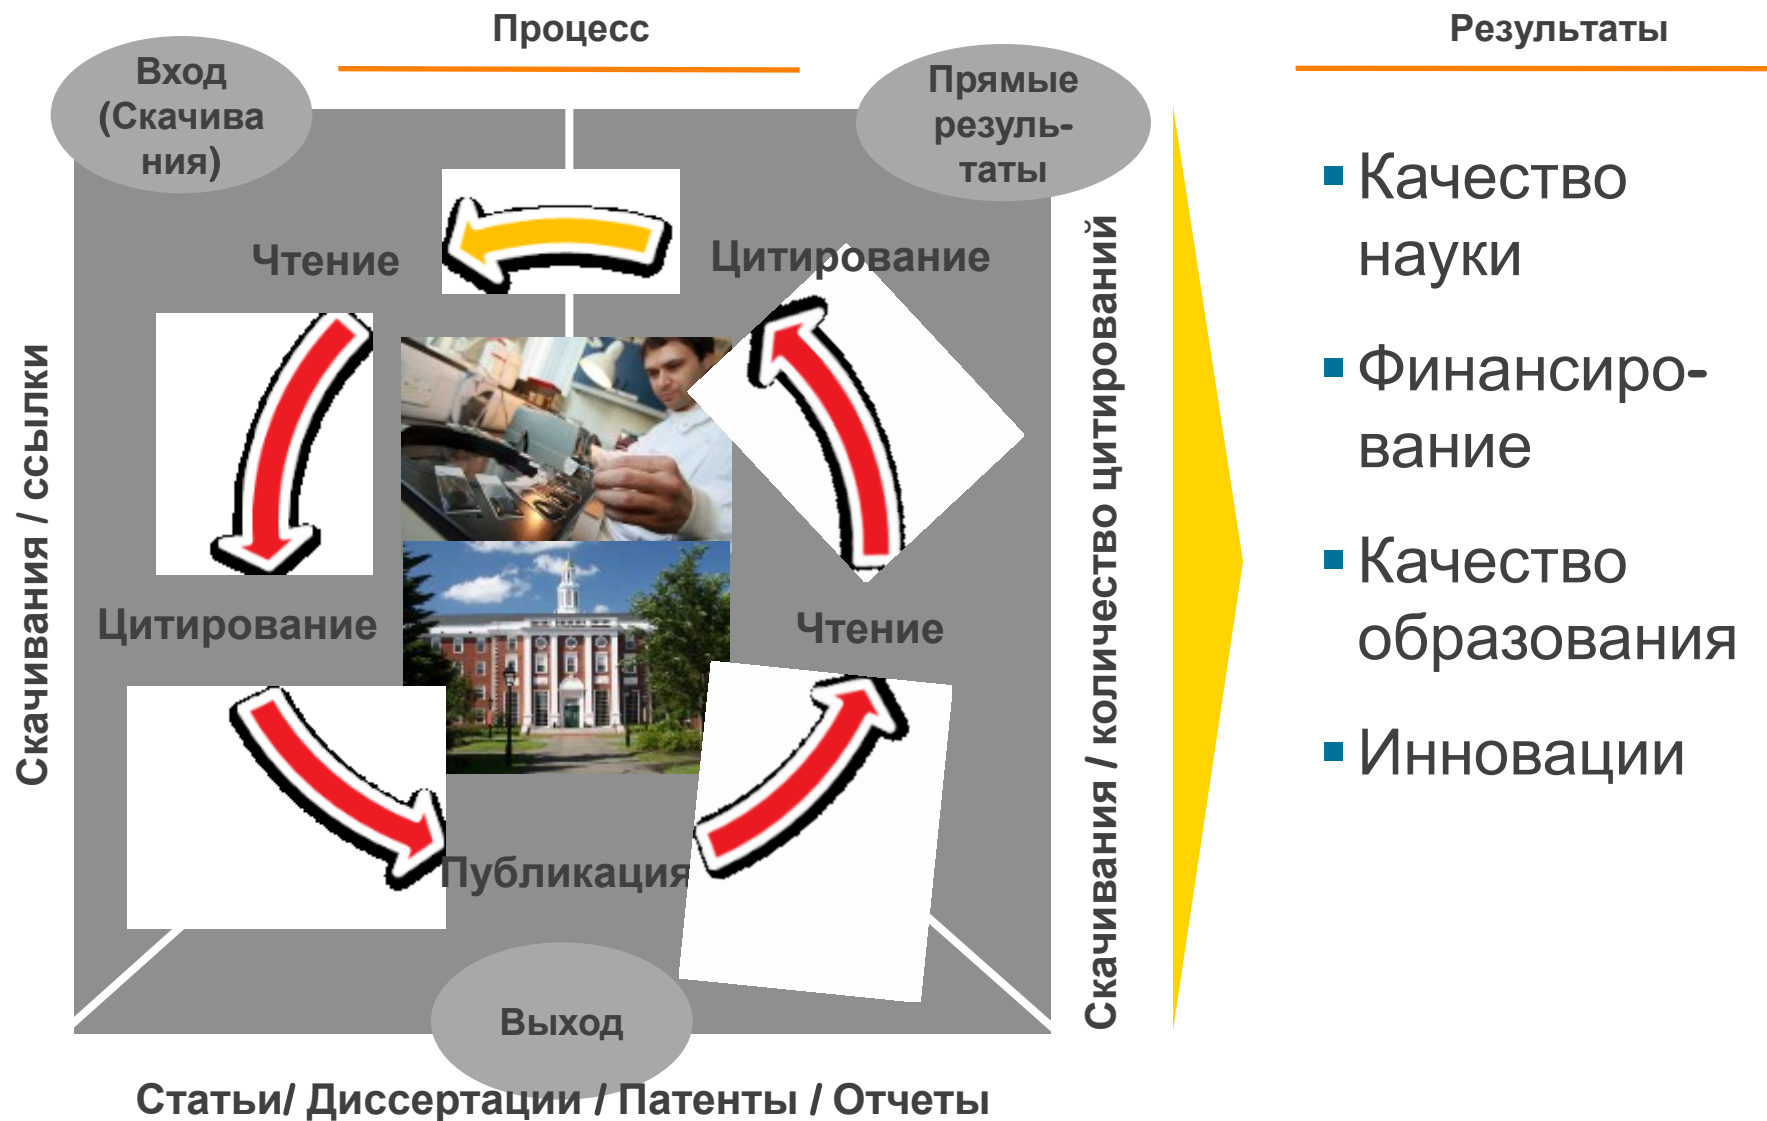 Процесс
Результаты
Вход
(Скачива
ния)
Прямые
резуль-
таты
Чтение
Цитирование
Скачивания / ссылки
Скачивания / количество цитирований
Цитирование
Чтение
Публикация
Выход
Статьи/ Диссертации / Патенты / Отчеты
Качество
науки
Финансиро-
вание
Качество
образования
Инновации